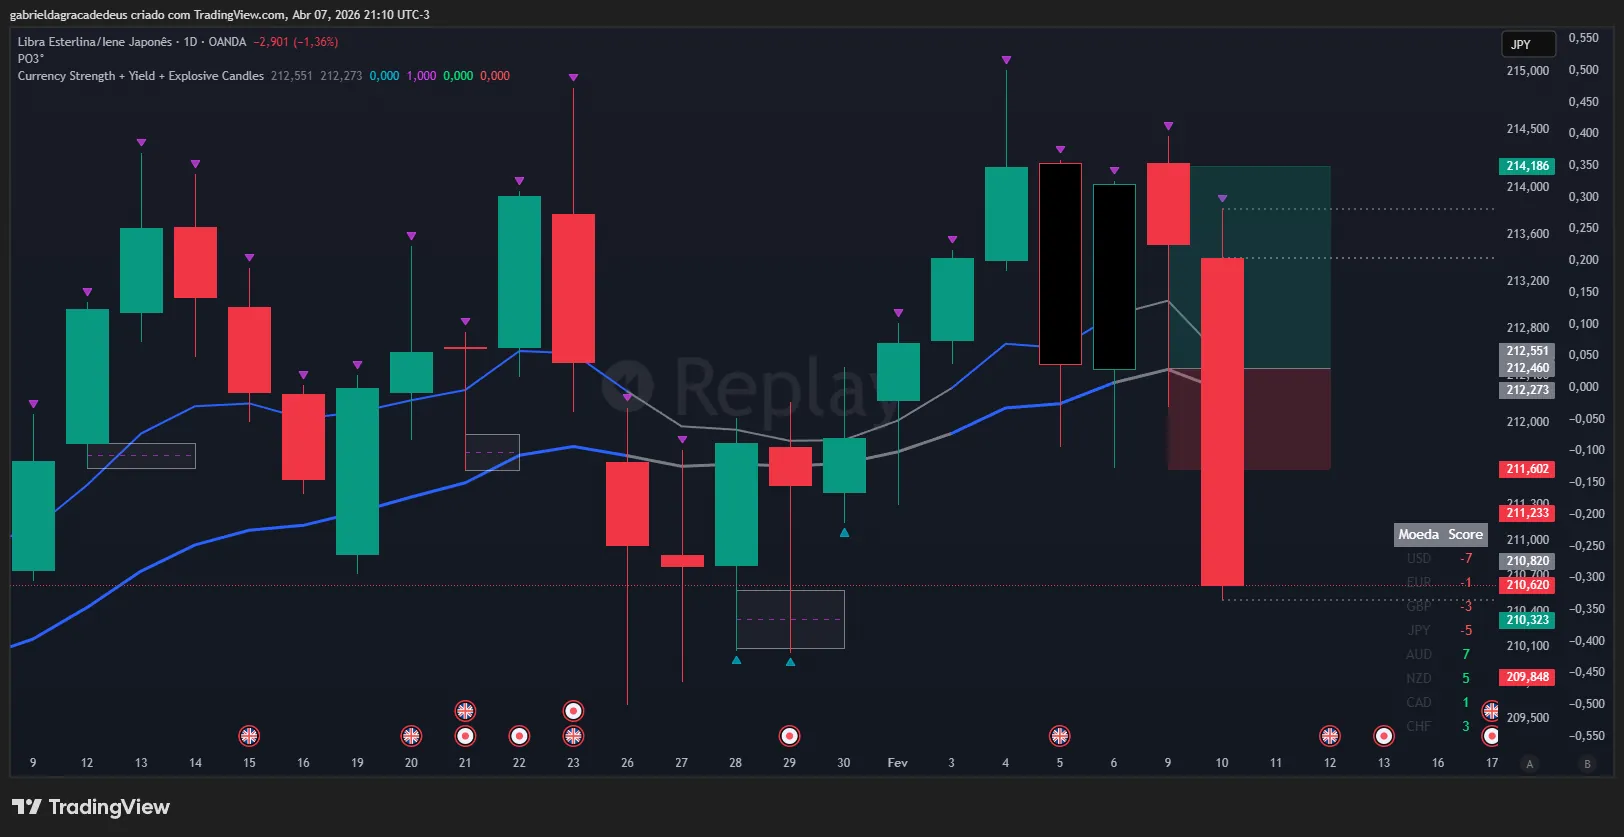 gabrieldagracadedeus criado com TradingView.com, Abr 07, 2026 21:10 UTC-3
Libra Esterlina/Iene Japonês · 1D · OANDA −2,901 (−1,36%)
PO3°
Currency Strength + Yield + Explosive Candles 212,551 212,273 0,000 1,000 0,000 0,000
JPY
215,000
214,500
214,186
214,000
213,600
213,200
212,800
212,551
212,460
212,273
212,000
211,602
211,300
211,233
211,000
210,820
210,700
210,620
210,400
210,323
210,100
209,848
209,500
0,550
0,500
0,450
0,400
0,350
0,300
0,250
0,200
0,150
0,100
0,050
0,000
−0,050
−0,100
−0,150
−0,200
−0,250
−0,300
−0,350
−0,400
−0,450
−0,500
−0,550
Replay
Moeda Score
USD -7
EUR -1
GBP -3
JPY -5
AUD 7
NZD 5
CAD 1
CHF 3
9 12 13 14 15 16 19 20 21 22 23 26 27 28 29 30 Fev 3 4 5 6 9 10 11 12 13 16 17 A B
TradingView